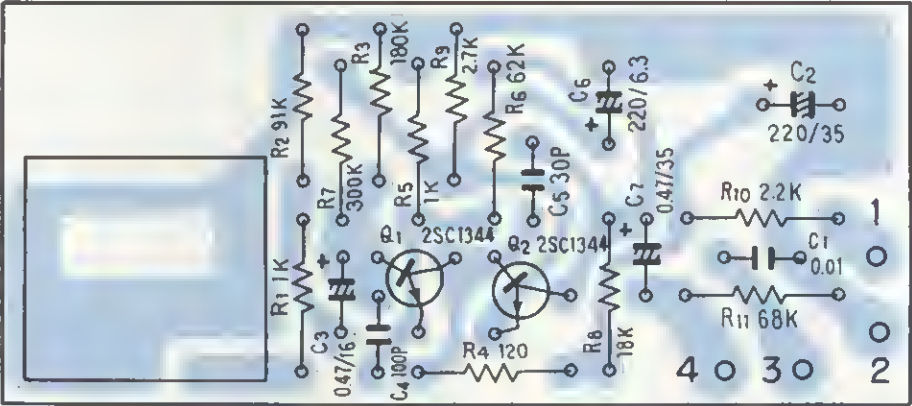 R2 91K
R3 180K
R9 2.7K
R7 300K
R5 1K
R6 62K
C6 220/6.3
+
C2
+
220/35
C5 30P
C7 0.47/35
+
R10 2.2K
1
Q1 2SC1344
Q2 2SC1344
C1
0.01
R1 1K
+
C3
0.47/16
C4 100P
R4 120
R8 18K
R11 68K
4
3
2